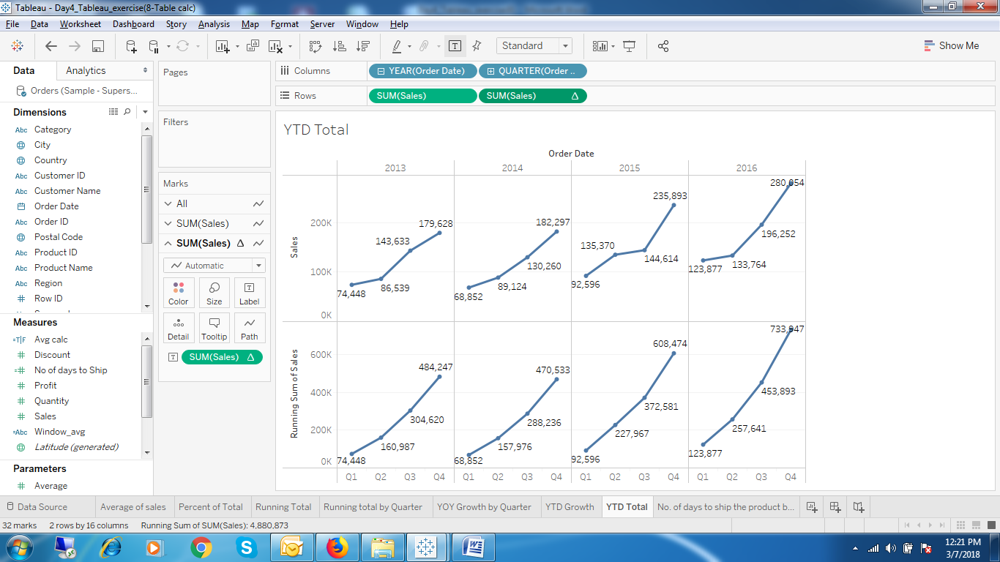 Tableau - Day4_Tableau_exercise(8-Table calc)
File Data Worksheet Dashboard Story Analysis Map Format Server Window Help
Standard
Show Me
Data Analytics
Orders (Sample - Supers...
Dimensions
Abc Category
City
Country
Abc Customer ID
Abc Customer Name
Order Date
Abc Order ID
Postal Code
Abc Product ID
Abc Product Name
Abc Region
# Row ID
Measures
=T|F Avg calc
# Discount
=# No of days to Ship
# Profit
# Quantity
# Sales
=Abc Window_avg
Latitude (generated)
Parameters
# Average
Pages
Filters
Marks
All
SUM(Sales)
SUM(Sales) Δ
Automatic
Color Size Label
Detail Tooltip Path
SUM(Sales) Δ
Columns YEAR(Order Date) QUARTER(Order ..
Rows SUM(Sales) SUM(Sales) Δ
YTD Total
Order Date
2013 2014 2015 2016
Sales
200K
100K
0K
74,448 86,539 143,633 179,628
68,852 89,124 130,260 182,297
92,596 135,370 144,614 235,893
123,877 133,764 196,252 280,054
Running Sum of Sales
600K
400K
200K
0K
74,448 160,987 304,620 484,247
68,852 157,976 288,236 470,533
92,596 227,967 372,581 608,474
123,877 257,641 453,893 733,947
Q1 Q2 Q3 Q4 Q1 Q2 Q3 Q4 Q1 Q2 Q3 Q4 Q1 Q2 Q3 Q4
Data Source Average of sales Percent of Total Running Total Running total by Quarter YOY Growth by Quarter YTD Growth YTD Total No. of days to ship the product b...
32 marks 2 rows by 16 columns Running Sum of SUM(Sales): 4,880,873
12:21 PM
3/7/2018